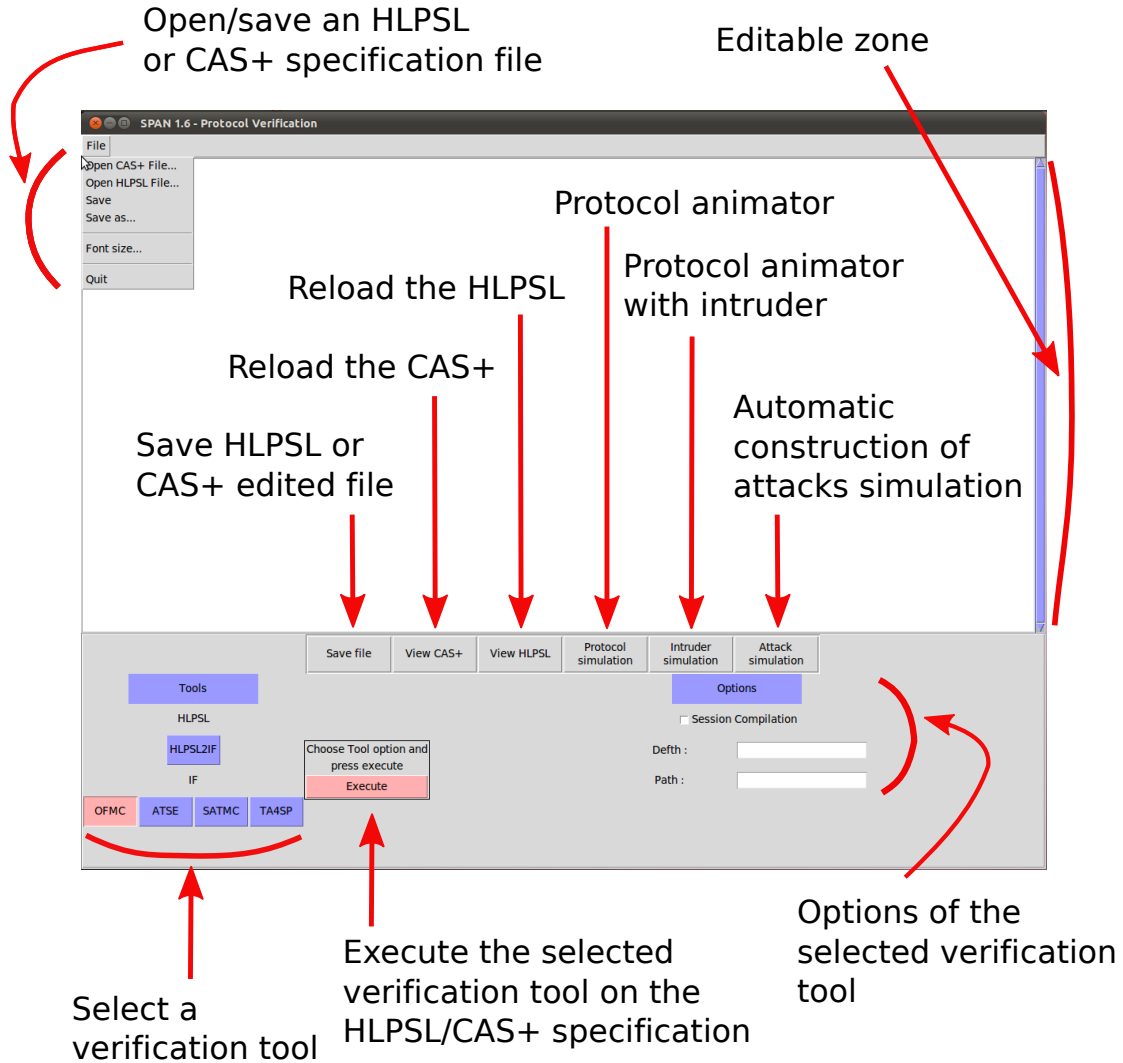 Open/save an HLPSL
or CAS+ specification file
Editable zone
SPAN 1.6 - Protocol Verification
File
Open CAS+ File...
Open HLPSL File...
Save
Save as...
Font size...
Quit
Protocol animator
Protocol animator
with intruder
Reload the HLPSL
Reload the CAS+
Automatic
construction of
attacks simulation
Save HLPSL or
CAS+ edited file
Save file
View CAS+
View HLPSL
Protocol
simulation
Intruder
simulation
Attack
simulation
Tools
HLPSL
HLPSL2IF
IF
OFMC
ATSE
SATMC
TA4SP
Choose Tool option and
press execute
Execute
Options
Session Compilation
Defth :
Path :
Select a
verification tool
Execute the selected
verification tool on the
HLPSL/CAS+ specification
Options of the
selected verification
tool